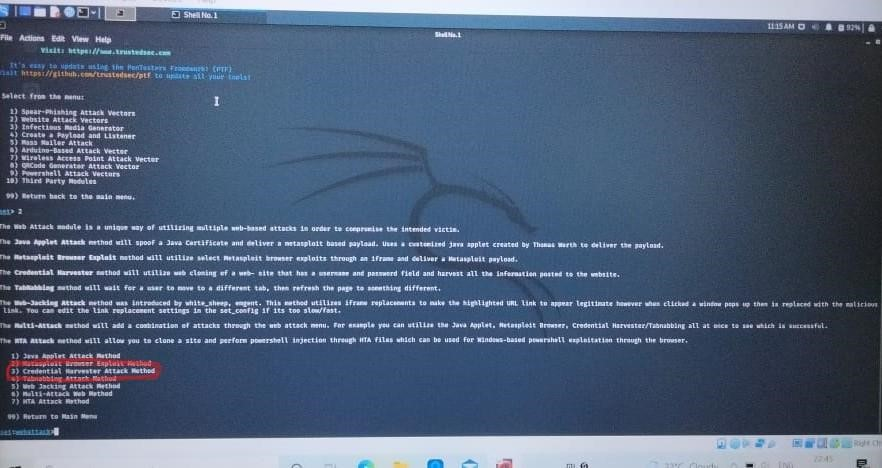 Shell No. 1
11:15 AM
92%
File Actions Edit View Help
Shell No. 1
Visit: https://www.trustedsec.com
It's easy to update using the PenTesters Framework! (PTF)
Visit https://github.com/trustedsec/ptf to update all your tools!
Select from the menu:
1) Spear-Phishing Attack Vectors
2) Website Attack Vectors
3) Infectious Media Generator
4) Create a Payload and Listener
5) Mass Mailer Attack
6) Arduino-Based Attack Vector
7) Wireless Access Point Attack Vector
8) QRCode Generator Attack Vector
9) Powershell Attack Vectors
10) Third Party Modules
99) Return back to the main menu.
set> 2
The Web Attack module is a unique way of utilizing multiple web-based attacks in order to compromise the intended victim.
The Java Applet Attack method will spoof a Java Certificate and deliver a metasploit based payload. Uses a customized java applet created by Thomas Werth to deliver the payload.
The Metasploit Browser Exploit method will utilize select Metasploit browser exploits through an iframe and deliver a Metasploit payload.
The Credential Harvester method will utilize web cloning of a web- site that has a username and password field and harvest all the information posted to the website.
The TabNabbing method will wait for a user to move to a different tab, then refresh the page to something different.
The Web-Jacking Attack method was introduced by white_sheep, emgent. This method utilizes iframe replacements to make the highlighted URL link to appear legitimate however when clicked a window pops up then is replaced with the malicious
link. You can edit the link replacement settings in the set_config if its too slow/fast.
The Multi-Attack method will add a combination of attacks through the web attack menu. For example you can utilize the Java Applet, Metasploit Browser, Credential Harvester/Tabnabbing all at once to see which is successful.
The HTA Attack method will allow you to clone a site and perform powershell injection through HTA files which can be used for Windows-based powershell exploitation through the browser.
1) Java Applet Attack Method
2) Metasploit Browser Exploit Method
3) Credential Harvester Attack Method
4) Tabnabbing Attack Method
5) Web Jacking Attack Method
6) Multi-Attack Web Method
7) HTA Attack Method
99) Return to Main Menu
set:webattack>
Right Ctrl
33°C Cloudy
ENG
22:45